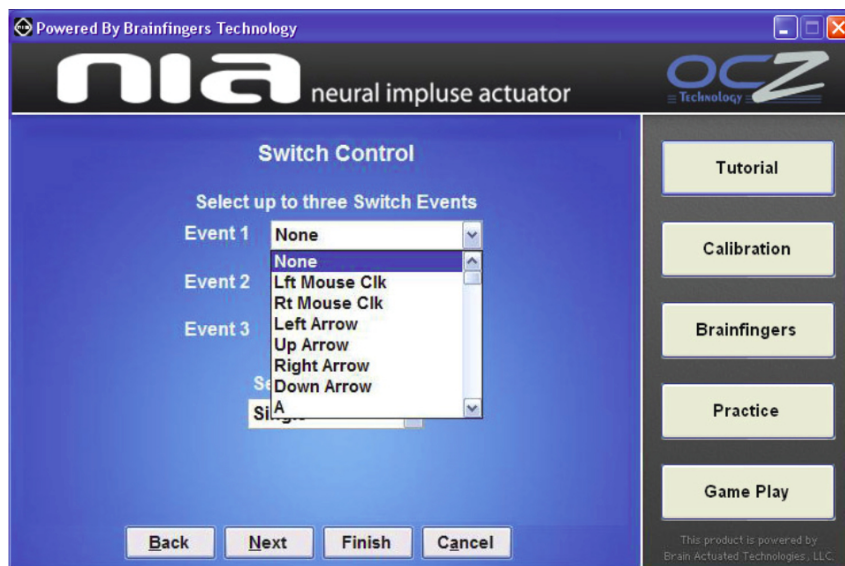 Powered By Brainfingers Technology
nia neural impluse actuator
OCZ
Technology
Switch Control
Select up to three Switch Events
Event 1 None
None
Event 2 Lft Mouse Clk
Rt Mouse Clk
Event 3 Left Arrow
Up Arrow
Right Arrow
Down Arrow
A
Back Next Finish Cancel
Tutorial
Calibration
Brainfingers
Practice
Game Play
This product is powered by
Brain Actuated Technologies, LLC.